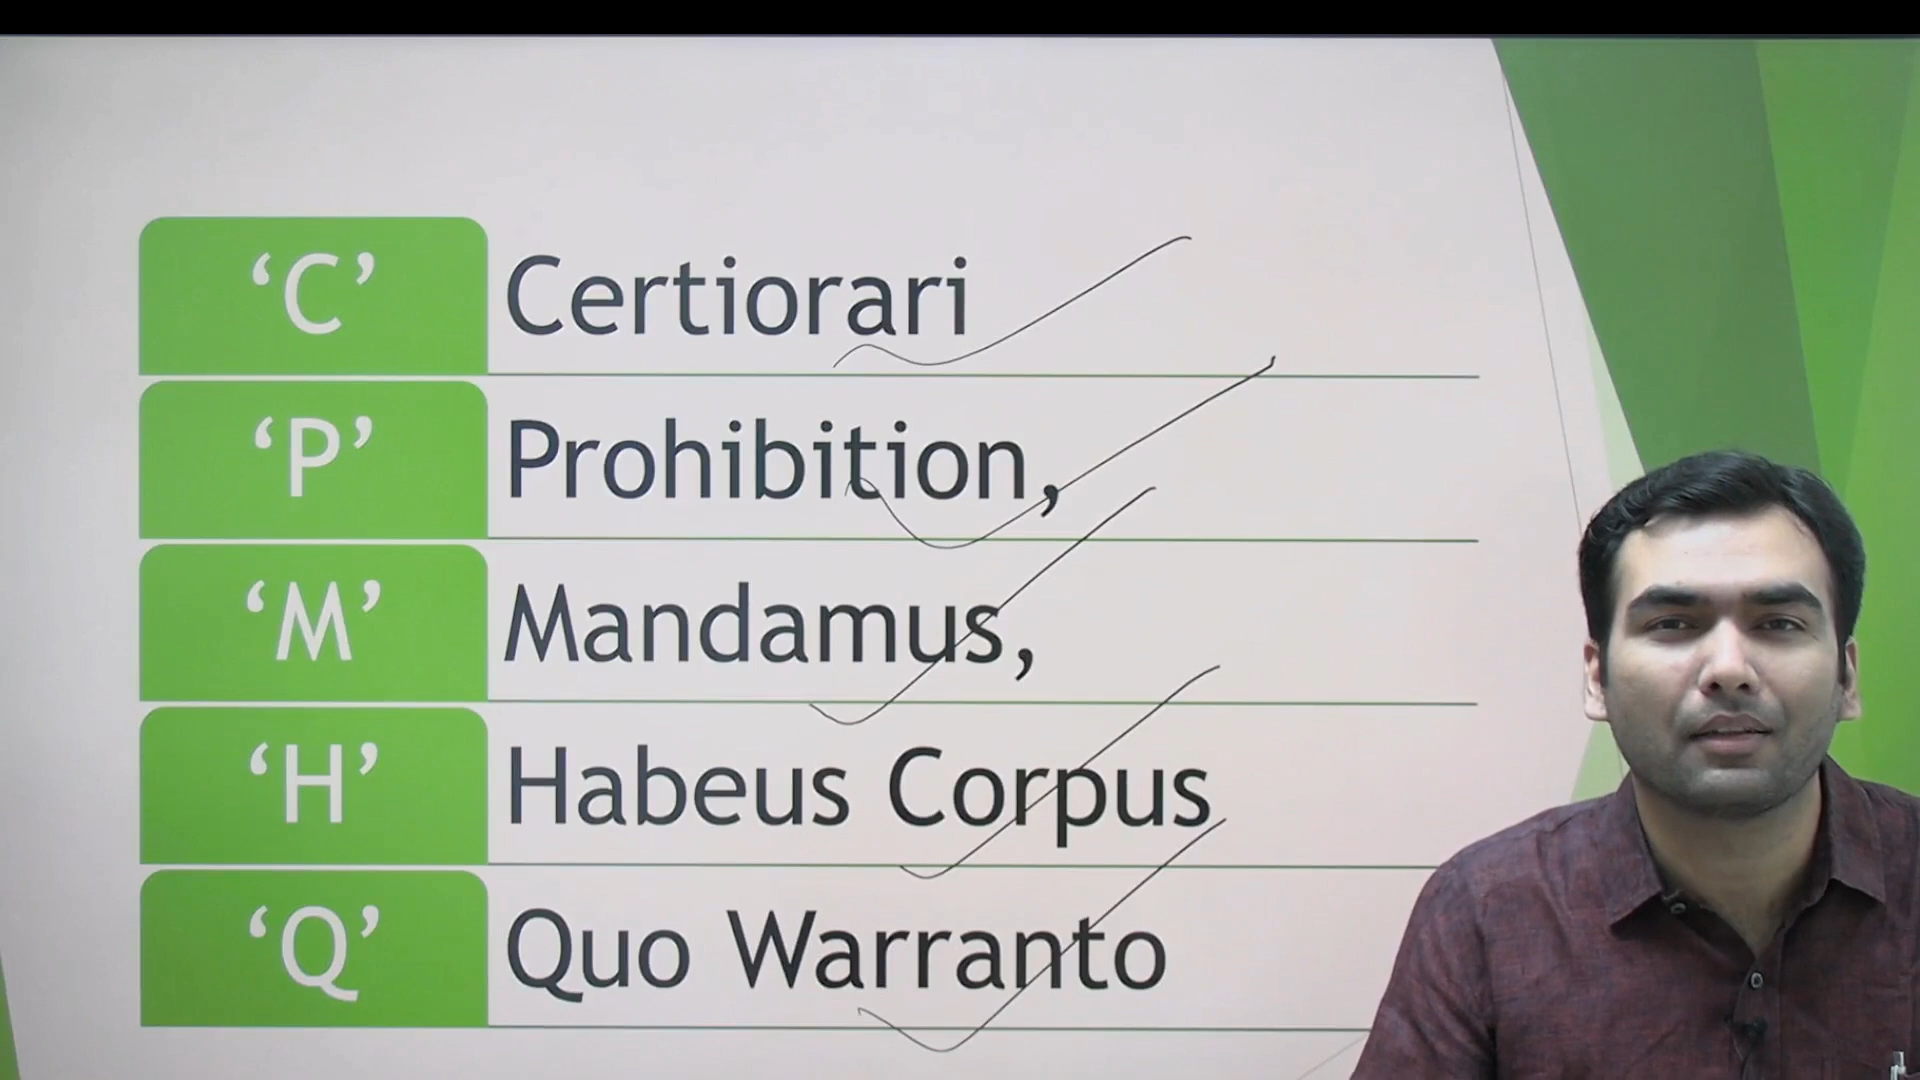 ‘C’ Certiorari
‘P’ Prohibition,
‘M’ Mandamus,
‘H’ Habeus Corpus
‘Q’ Quo Warranto